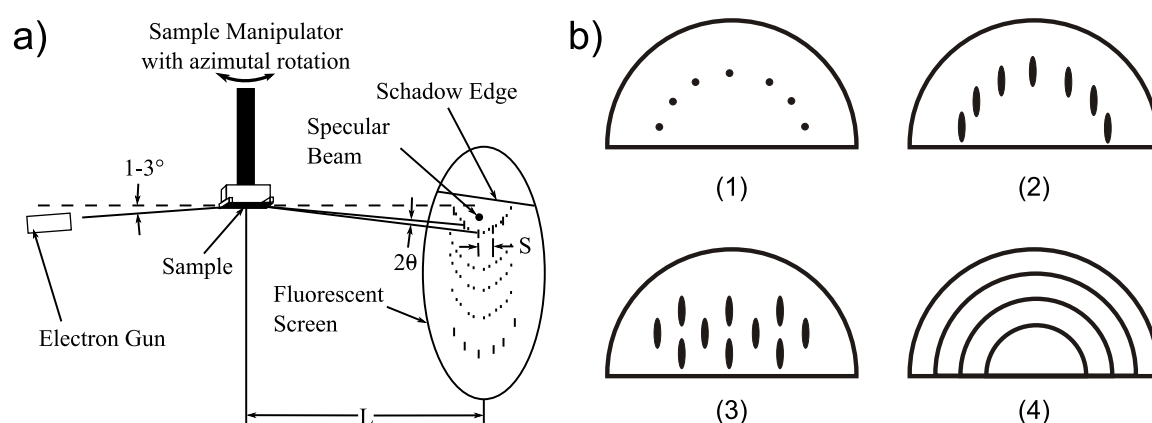 a)
Sample Manipulator
with azimutal rotation
Schadow Edge
Specular
Beam
1-3°
S
2θ
Sample
Fluorescent
Screen
Electron Gun
L
b)
(1)
(2)
(3)
(4)